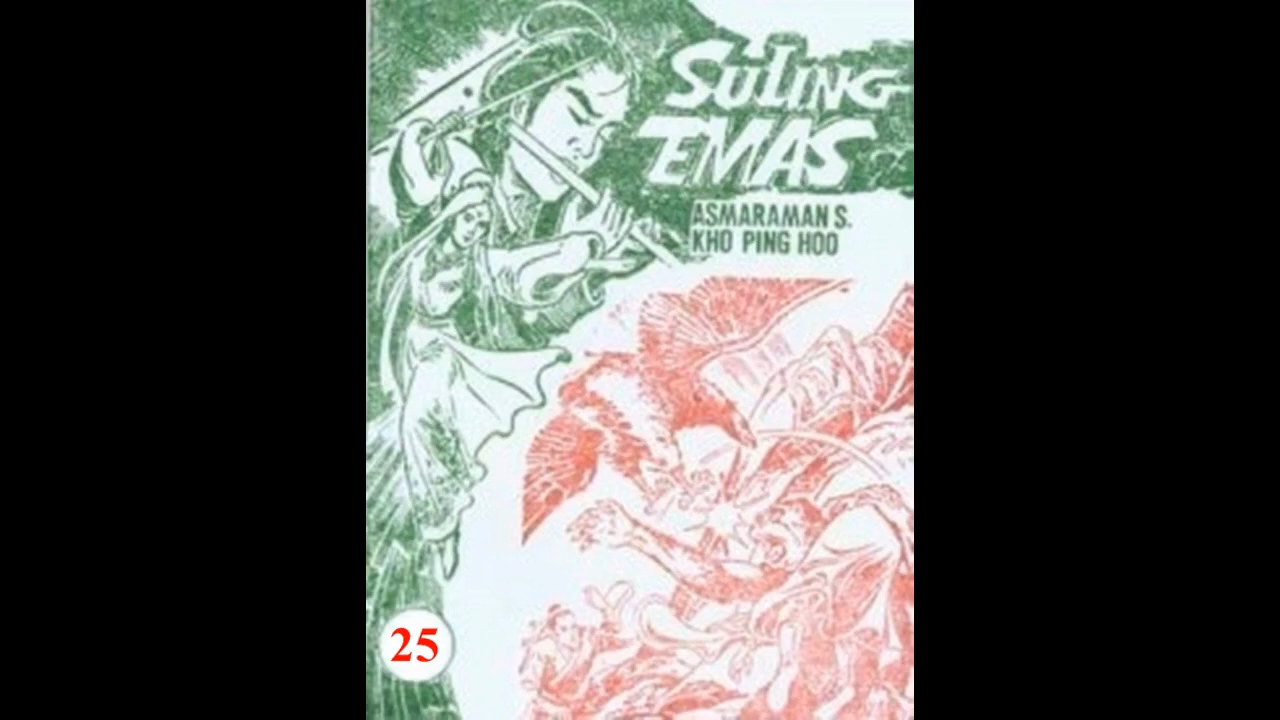 SULING
EMAS
ASMARAMAN S.
KHO PING HOO
25